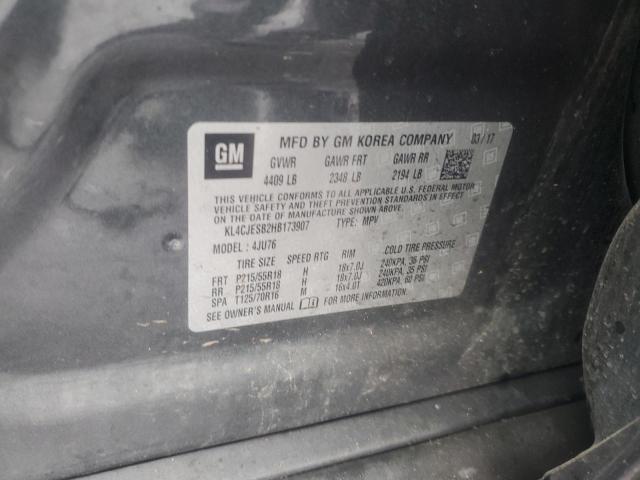 GM
MFD BY GM KOREA COMPANY 03/17
GVWR GAWR FRT GAWR RR
4409 LB 2348 LB 2194 LB
THIS VEHICLE CONFORMS TO ALL APPLICABLE U.S. FEDERAL MOTOR
VEHICLE SAFETY AND THEFT PREVENTION STANDARDS IN EFFECT
ON THE DATE OF MANUFACTURE SHOWN ABOVE.
KL4CJESB2HB173907 TYPE: MPV
MODEL: 4JU76
TIRE SIZE SPEED RTG RIM COLD TIRE PRESSURE
FRT P215/55R18 H 18x7.0J 240KPA, 35 PSI
RR P215/55R18 H 18x7.0J 240KPA, 35 PSI
SPA T125/70R16 M 16x4.0T 420KPA, 60 PSI
SEE OWNER'S MANUAL FOR MORE INFORMATION.